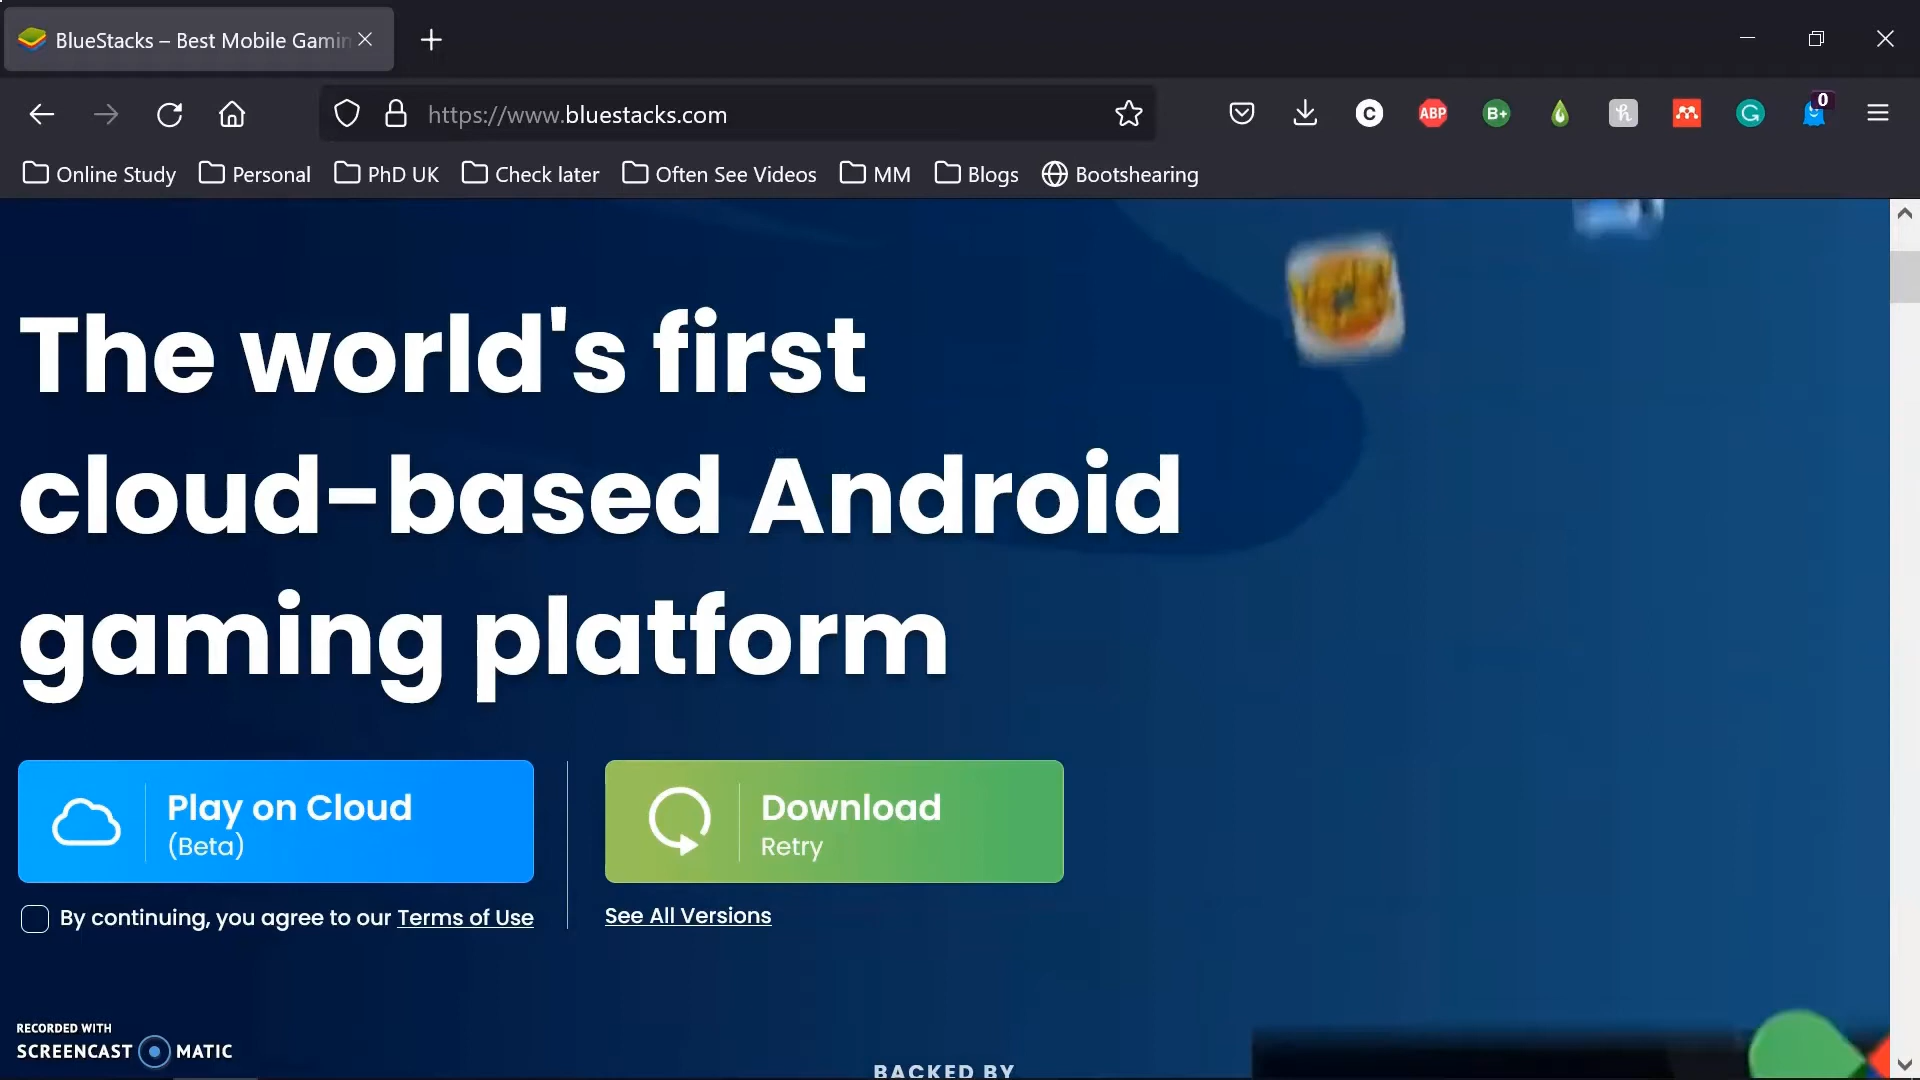 BlueStacks – Best Mobile Gamin
https://www.bluestacks.com
C
ABP
B+
h
G
0
Online Study
Personal
PhD UK
Check later
Often See Videos
MM
Blogs
Bootshearing
The world's first
cloud-based Android
gaming platform
Play on Cloud
(Beta)
Download
Retry
By continuing, you agree to our Terms of Use
See All Versions
RECORDED WITH
SCREENCAST MATIC
BACKED BY